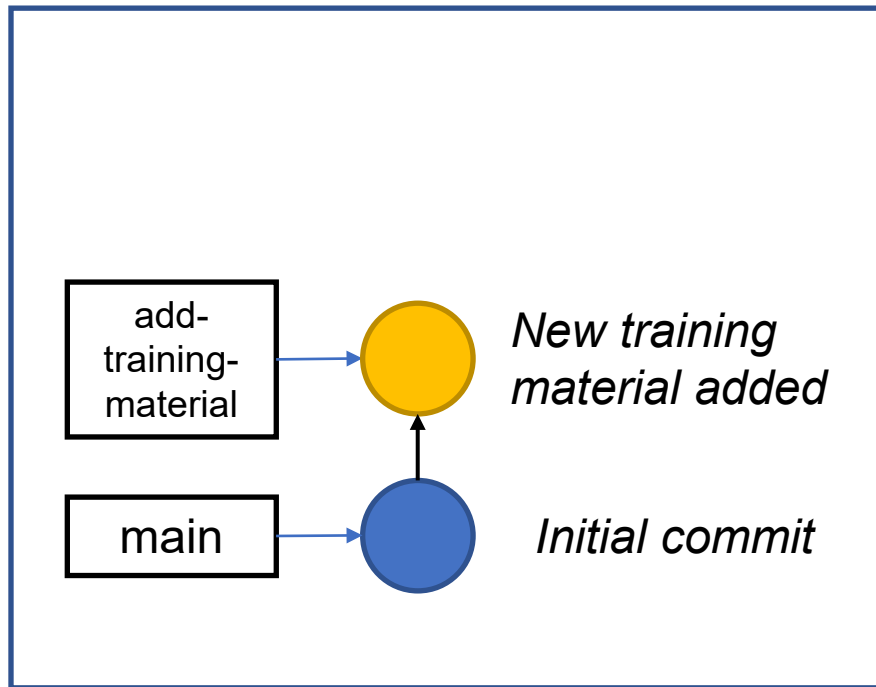 add-
training-
material
New training
material added
main
Initial commit